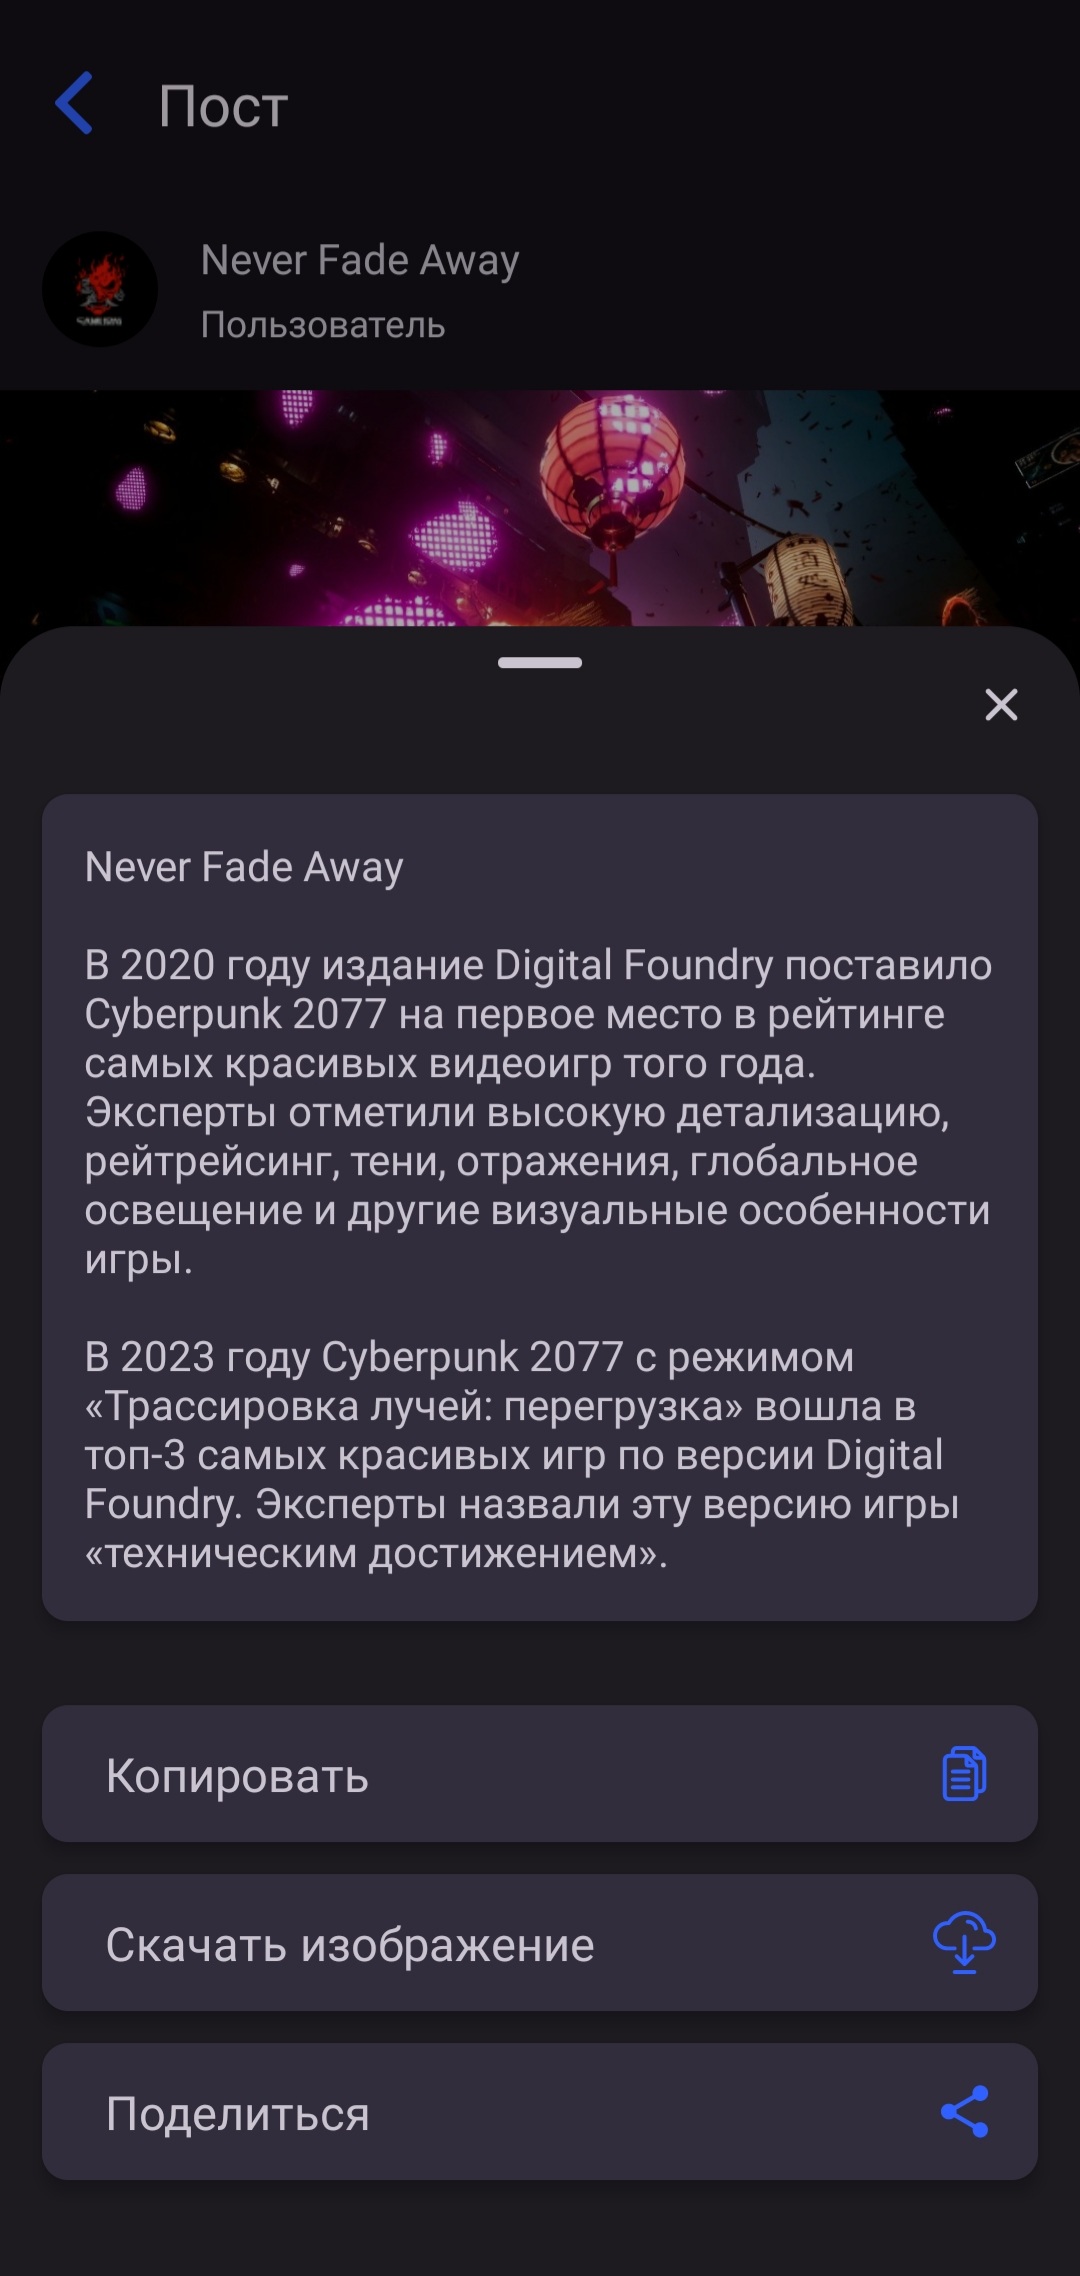 Пост
Never Fade Away
Пользователь
SAMURAI
Never Fade Away
В 2020 году издание Digital Foundry поставило
Cyberpunk 2077 на первое место в рейтинге
самых красивых видеоигр того года.
Эксперты отметили высокую детализацию,
рейтрейсинг, тени, отражения, глобальное
освещение и другие визуальные особенности
игры.
В 2023 году Cyberpunk 2077 с режимом
«Трассировка лучей: перегрузка» вошла в
топ-3 самых красивых игр по версии Digital
Foundry. Эксперты назвали эту версию игры
«техническим достижением».
Копировать
Скачать изображение
Поделиться